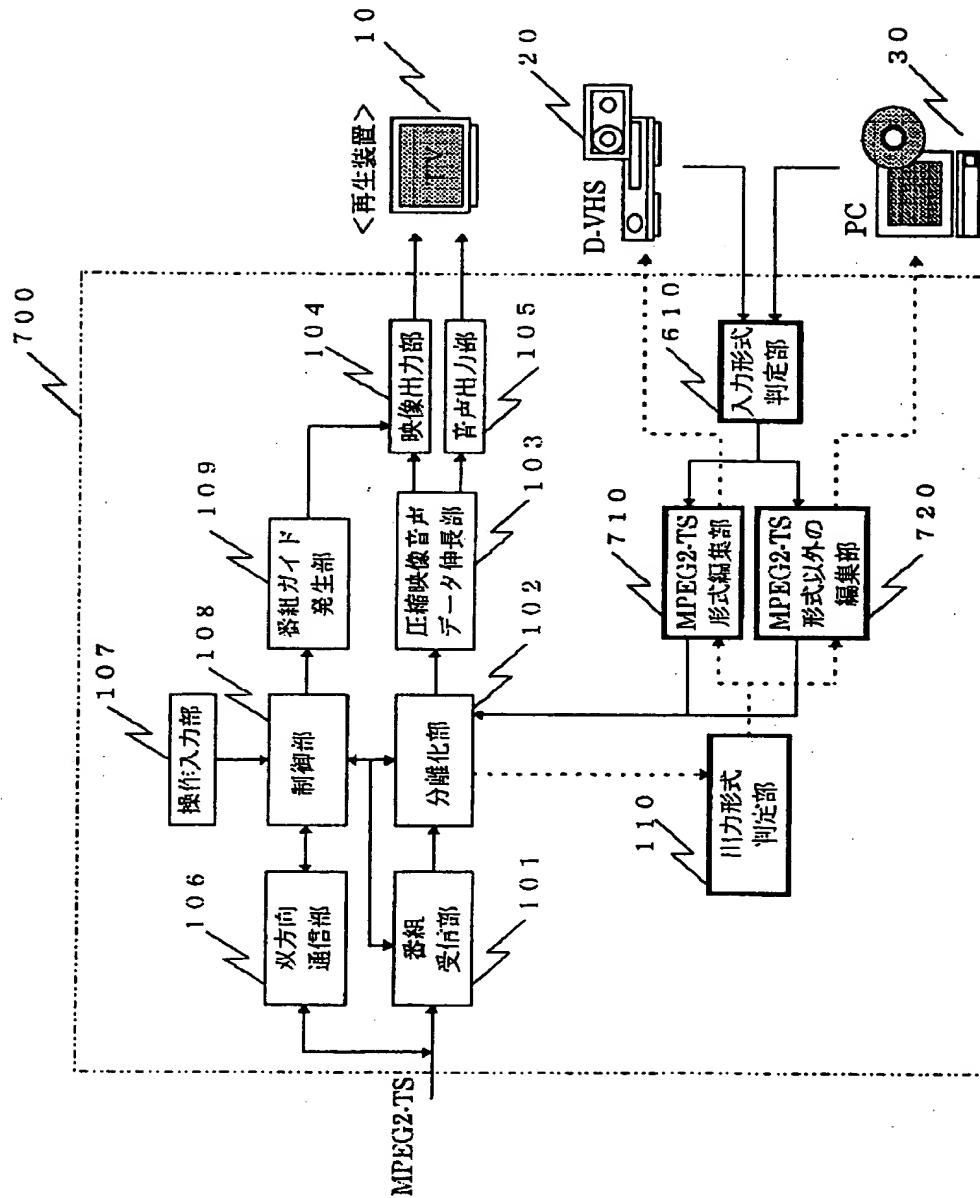 700
<再生装置>
10
TV
D-VHS
20
PC
30
MPEG2-TS
106
双方向
通信部
107
操作入力部
108
制御部
109
番組ガイド
発生部
104
映像出力部
音声出力部
105
番組
受信部
101
分離化部
102
圧縮映像音声
データ伸長部
103
610
入力形式
判定部
710
MPEG2-TS
形式編集部
MPEG2-TS
形式以外の
編集部
720
110
出力形式
判定部